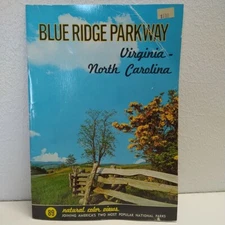 BLUE RIDGE PARKWAY
Virginia -
North Carolina
natural color views
JOINING AMERICA'S TWO MOST POPULAR NATIONAL PARKS